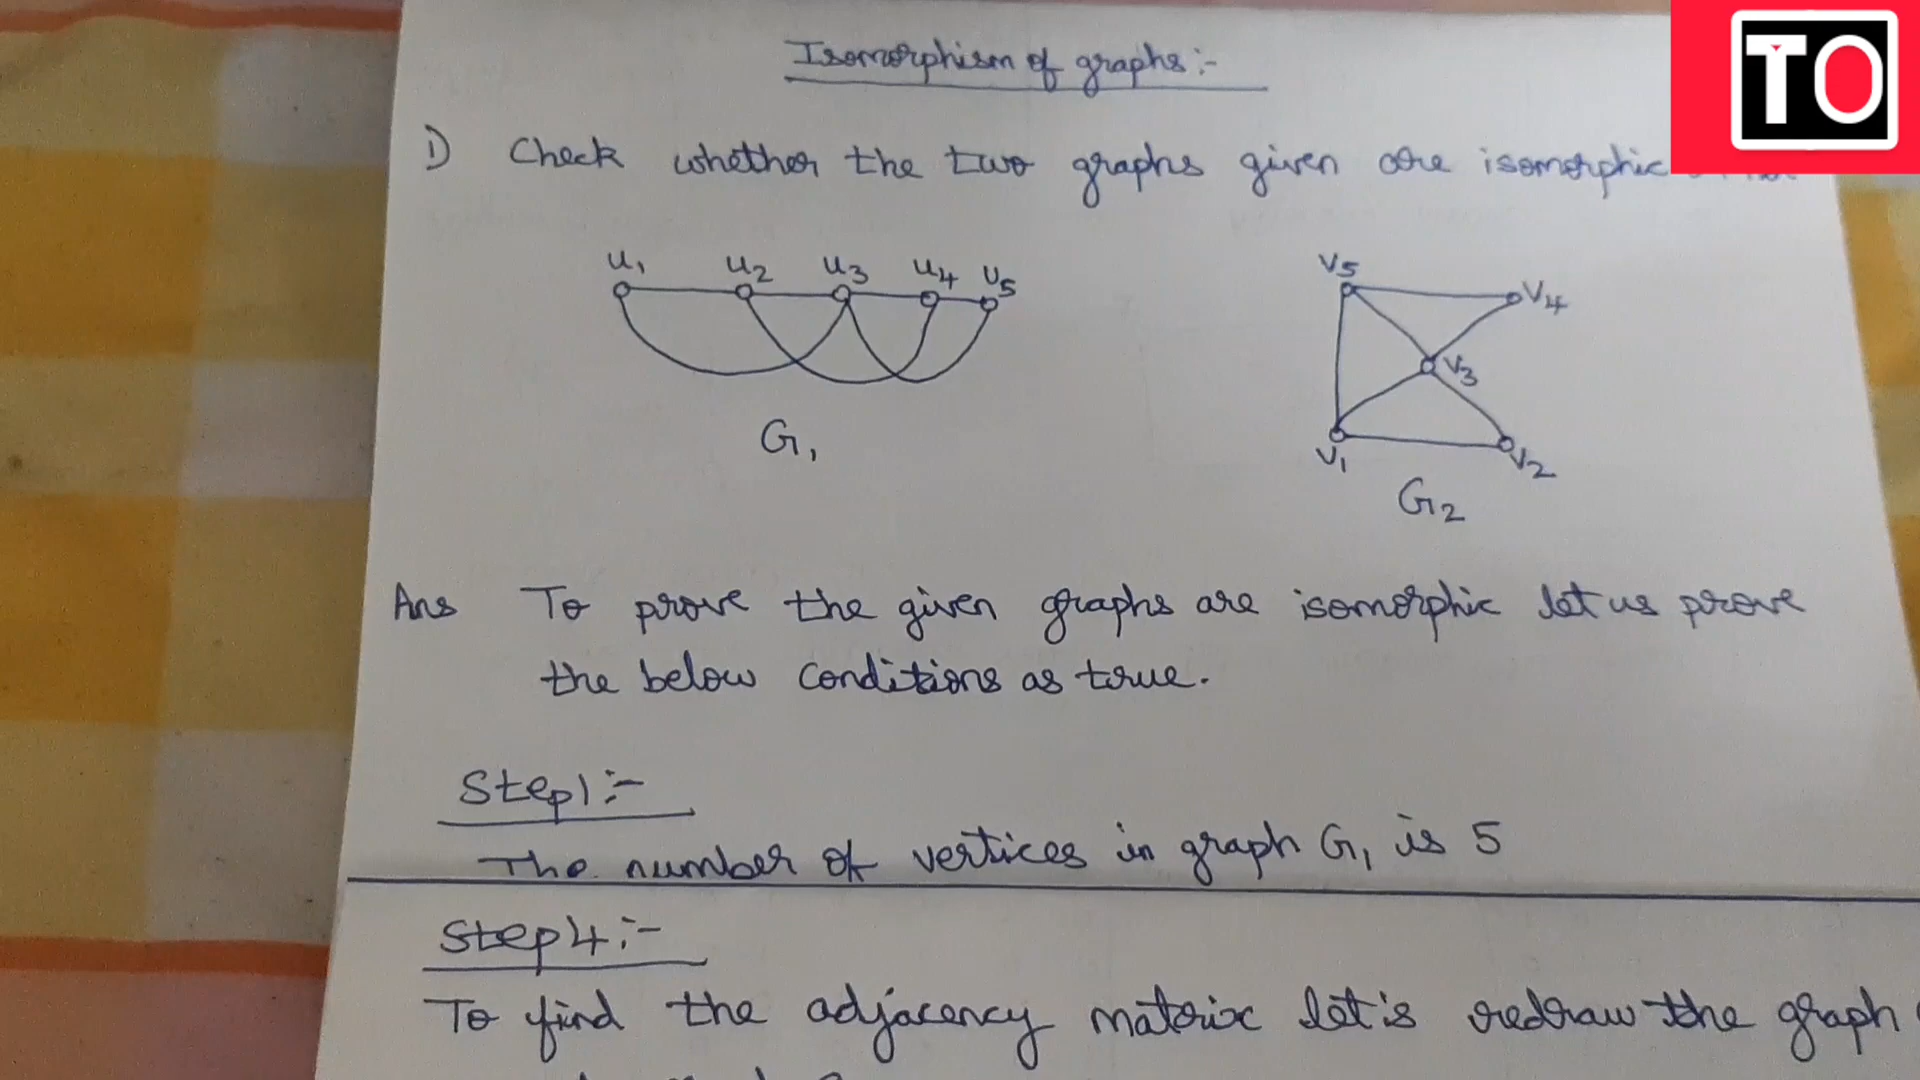 TO
Isomorphism of graphs:-
1) Check whether the two graphs given are isomorphic
u1 u2 u3 u4 u5
G1
v5 v4
v3
v1 v2
G2
Ans To prove the given graphs are isomorphic let us prove
the below conditions as true.
Step1:-
The number of vertices in graph G1 is 5
Step4:-
To find the adjacency matrix let's redraw the graph